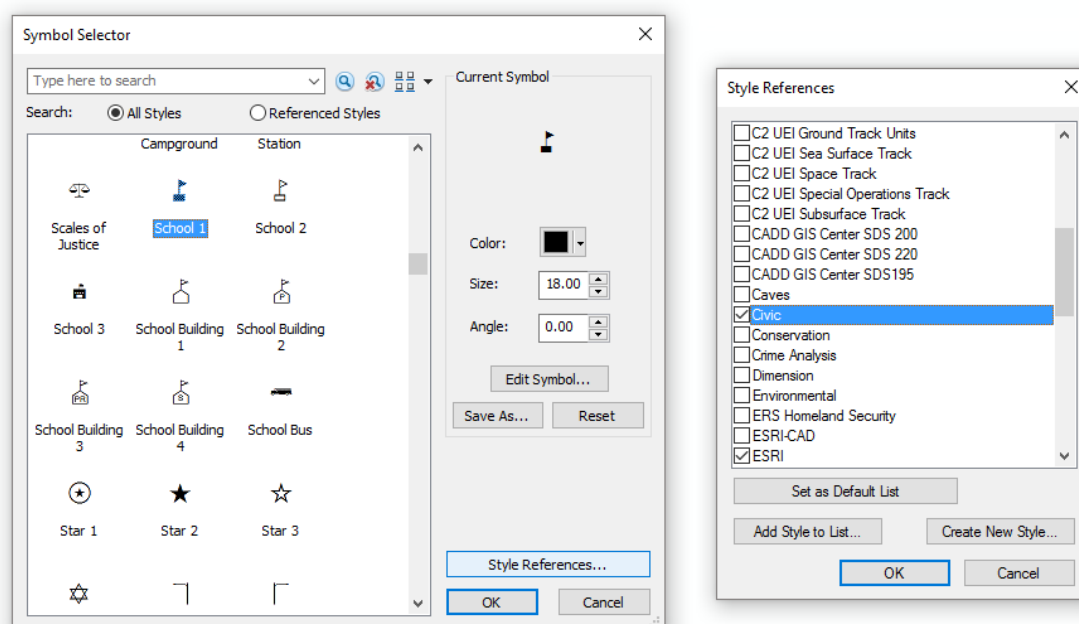 Symbol Selector
Type here to search
Search: All Styles Referenced Styles
Campground Station
Scales of Justice
School 1
School 2
School 3
School Building 1
School Building 2
P
PR
S
School Building 3
School Building 4
School Bus
Star 1
Star 2
Star 3
Current Symbol
Color:
Size: 18.00
Angle: 0.00
Edit Symbol...
Save As... Reset
Style References...
OK Cancel
Style References
C2 UEI Ground Track Units
C2 UEI Sea Surface Track
C2 UEI Space Track
C2 UEI Special Operations Track
C2 UEI Subsurface Track
CADD GIS Center SDS 200
CADD GIS Center SDS 220
CADD GIS Center SDS195
Caves
Civic
Conservation
Crime Analysis
Dimension
Environmental
ERS Homeland Security
ESRI-CAD
ESRI
Set as Default List
Add Style to List... Create New Style...
OK Cancel